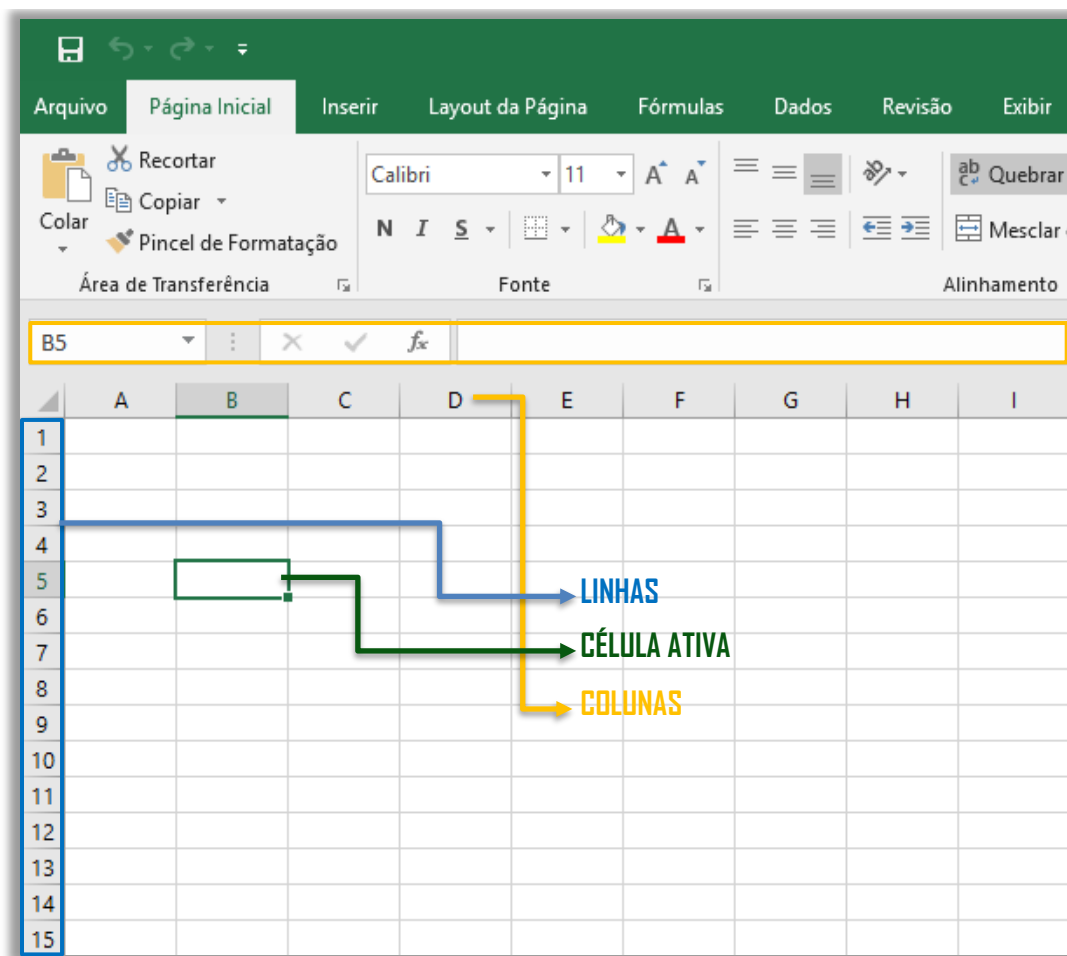 Arquivo Página Inicial Inserir Layout da Página Fórmulas Dados Revisão Exibir
Colar
Recortar
Copiar
Pincel de Formatação
Área de Transferência
Calibri 11 A A
N I S A
Fonte
ab c Quebrar
Mesclar
Alinhamento
B5 fx
A B C D E F G H I
1
2
3
4
5
6
7
8
9
10
11
12
13
14
15
LINHAS
CÉLULA ATIVA
COLUNAS